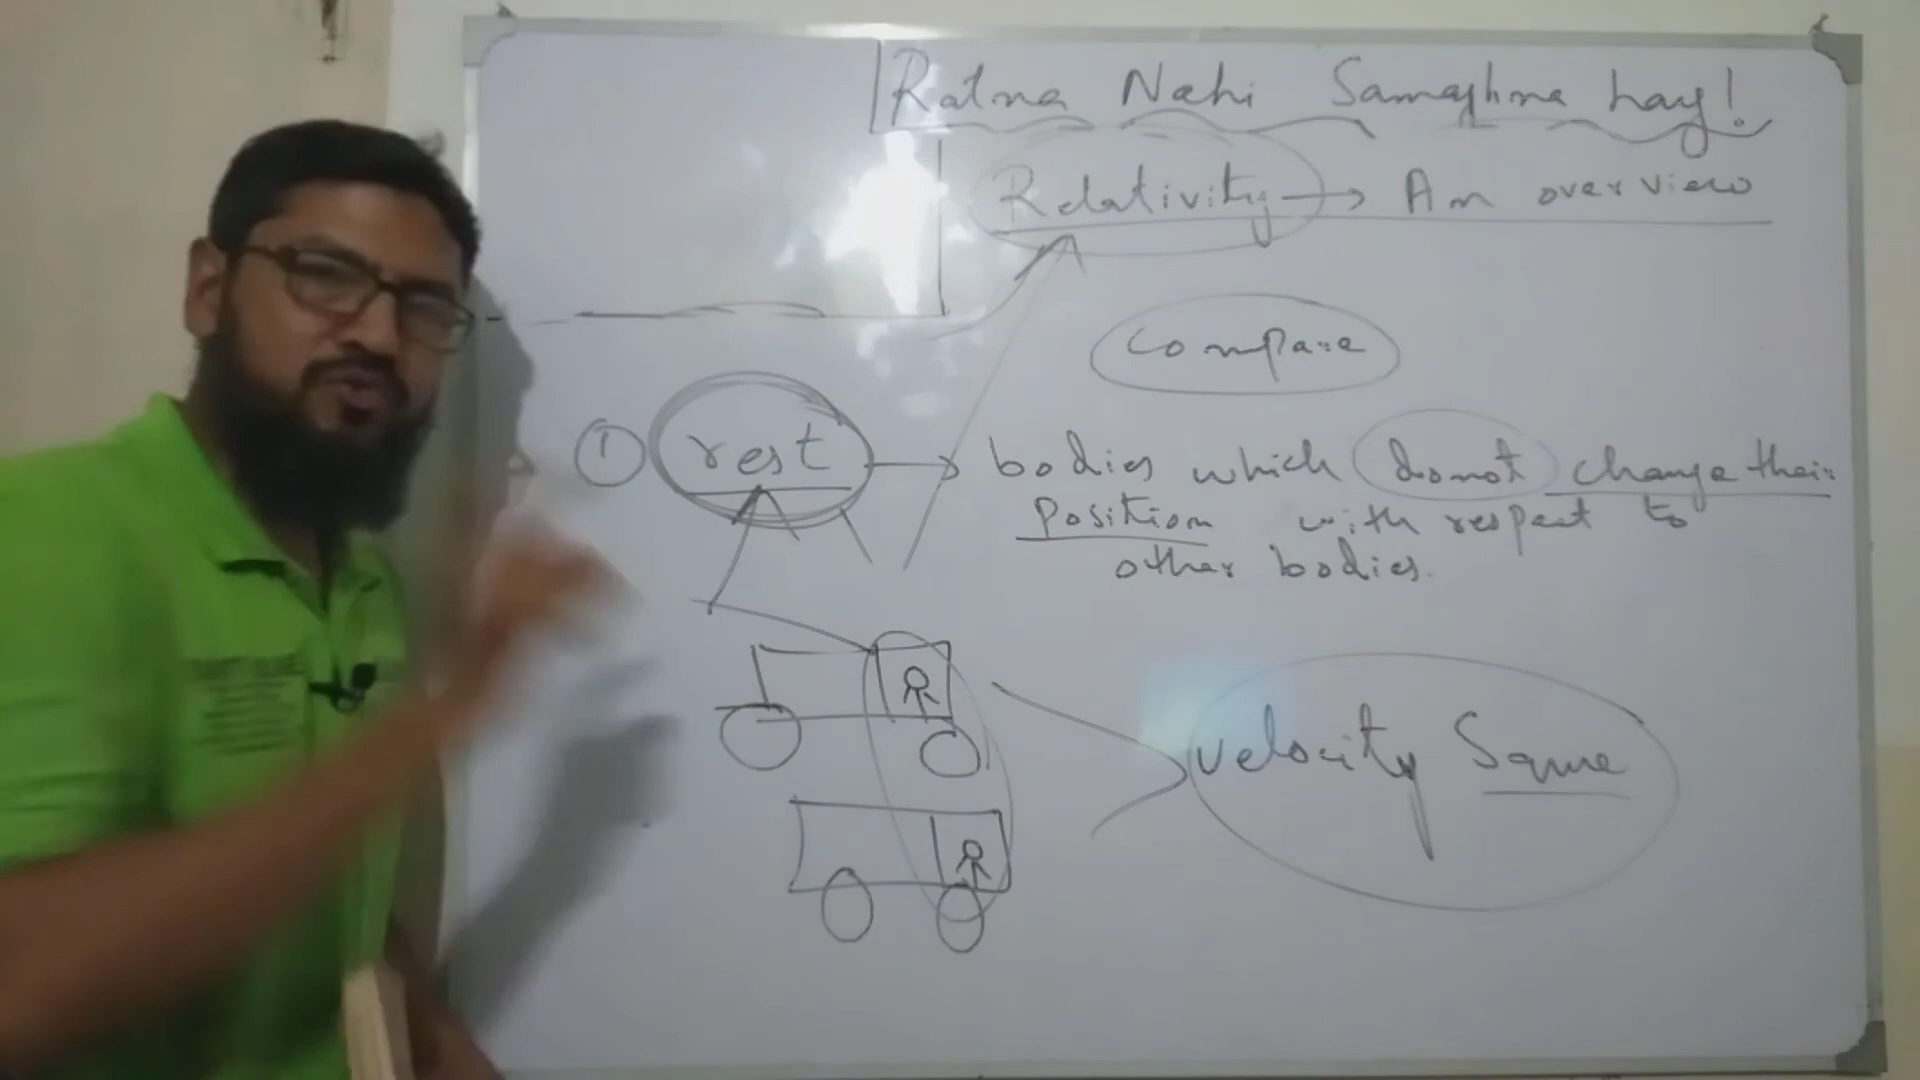 Ratna Nahi Samajhna hay!
Relativity → An overview
Compare
① rest → bodies which donot change their
position with respect to
other bodies.
velocity Squre